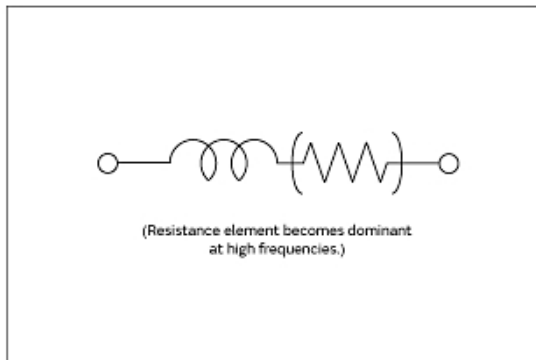 (Resistance element becomes dominant
at high frequencies.)